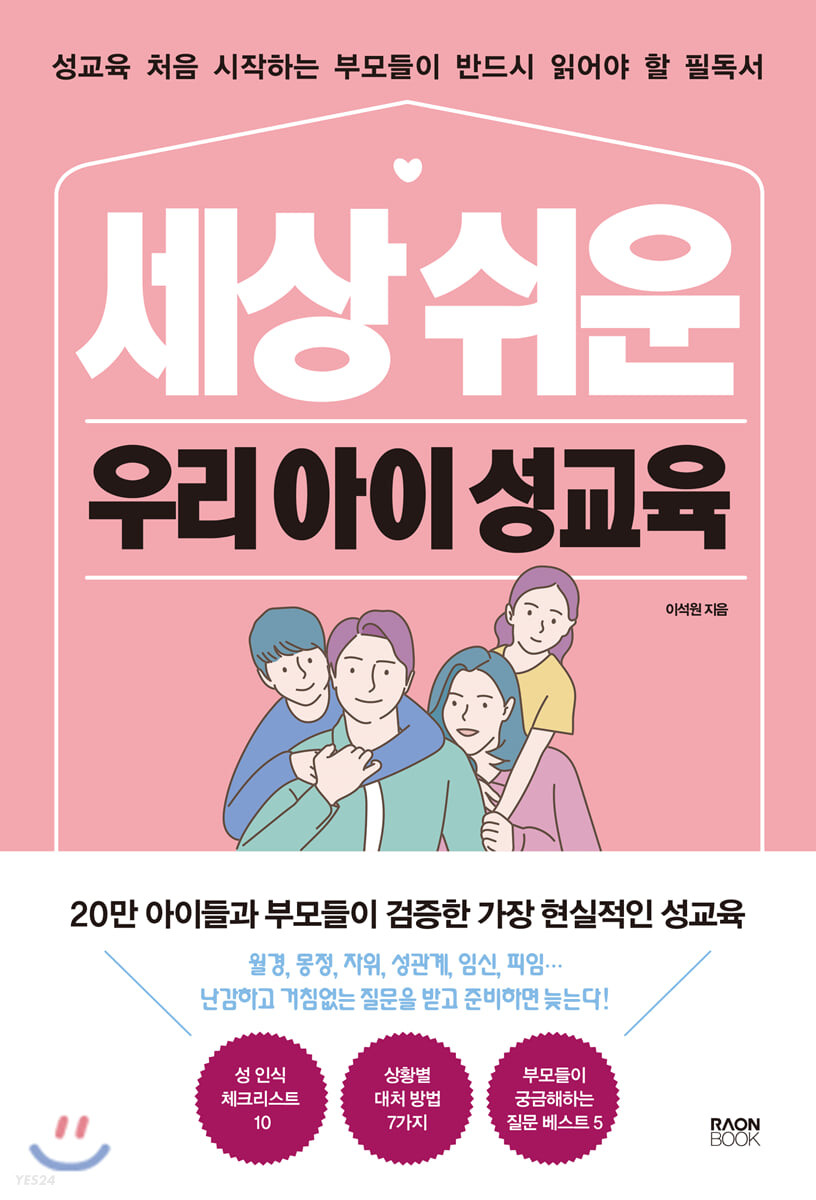 성교육 처음 시작하는 부모들이 반드시 읽어야 할 필독서
세상 쉬운
우리 아이 성교육
이석원 지음
20만 아이들과 부모들이 검증한 가장 현실적인 성교육
월경, 몽정, 자위, 성관계, 임신, 피임…
난감하고 거침없는 질문을 받고 준비하면 늦는다!
성 인식
체크리스트
10
상황별
대처 방법
7가지
부모들이
궁금해하는
질문 베스트 5
RAON
BOOK
YES24